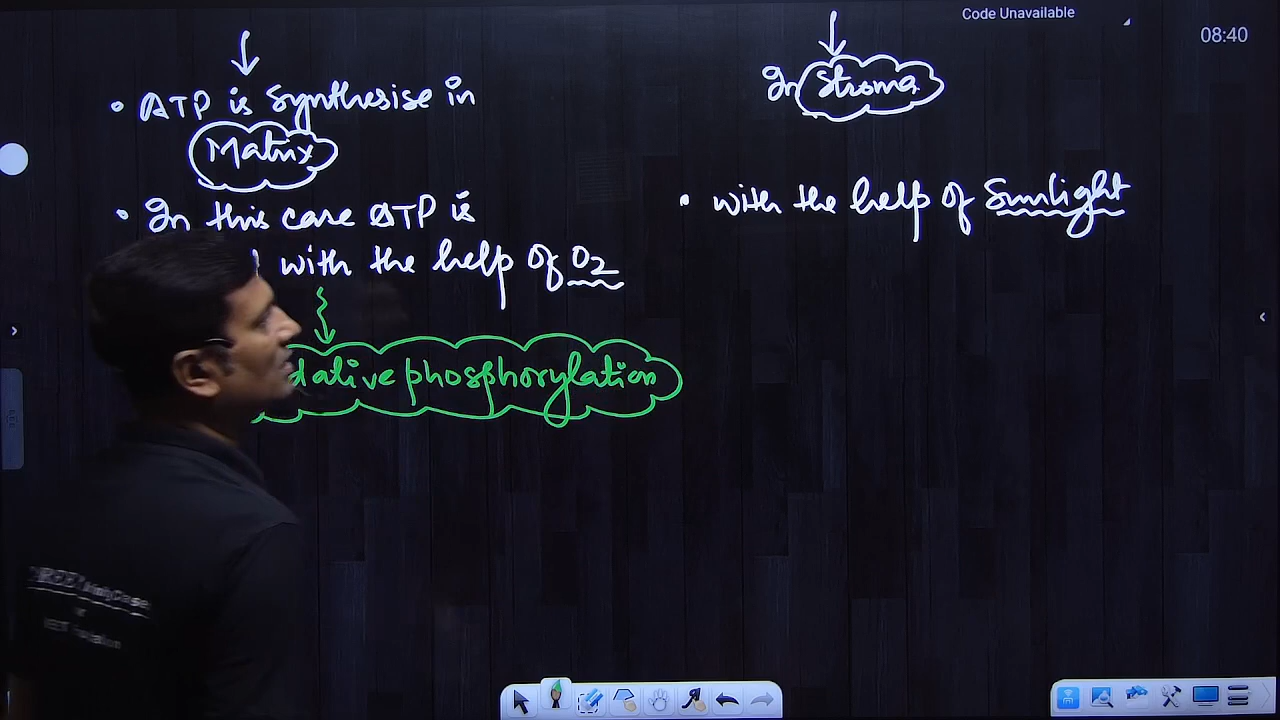 Code Unavailable
08:40
• ATP is Synthesise in
Matrix
• In this case ATP is
with the help of O2
dative phosphorylation
In Stroma
• with the help of Sunlight